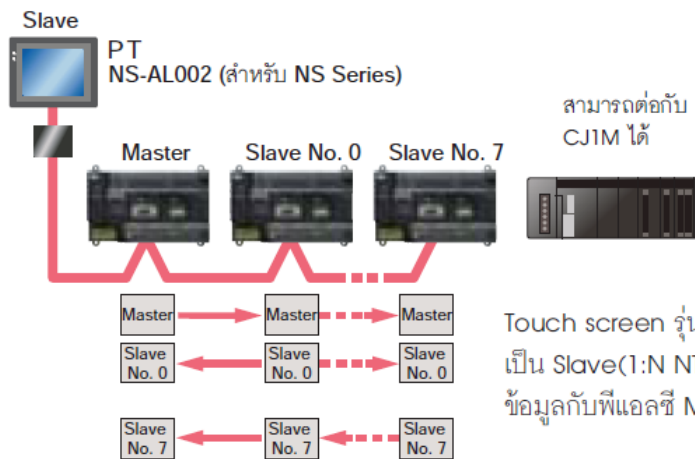 Slave
PT
NS-AL002 (สำหรับ NS Series)
สามารถต่อกับ
CJ1M ได้
Master Slave No. 0 Slave No. 7
Master Master Master
Slave No. 0 Slave No. 0 Slave No. 0
Slave No. 7 Slave No. 7 Slave No. 7
Touch screen รุ่น
เป็น Slave(1:N
ข้อมูลกับพีแอลซี